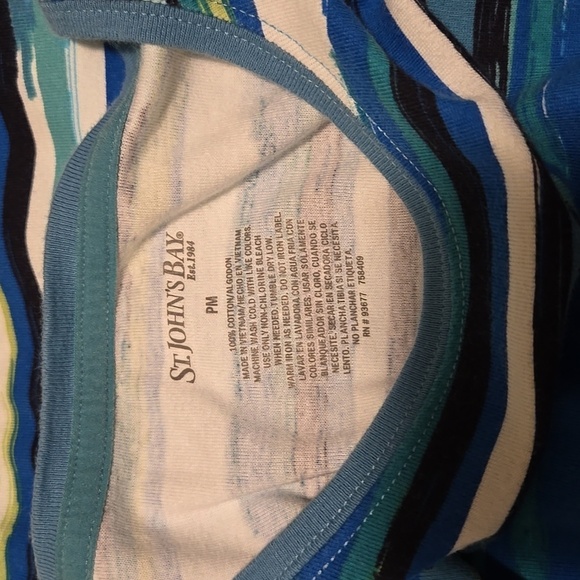 ST. JOHN'S BAY®
Est. 1984
PM
100% COTTON/ALGODON
MADE IN VIETNAM/HECHO EN VIETNAM
MACHINE WASH COLD WITH LIKE COLORS.
USE ONLY NON-CHLORINE BLEACH
WHEN NEEDED. TUMBLE DRY LOW.
WARM IRON AS NEEDED. DO NOT IRON LABEL.
LAVAR EN LAVADORA CON AGUA FRIA CON
COLORES SIMILARES. USAR SOLAMENTE
BLANQUEADOR SIN CLORO, CUANDO SE
NECESITE. SECAR EN SECADORA CICLO
LENTO. PLANCHA TIBIA SI SE NECESITA
NO PLANCHAR ETIQUETA.
RN # 93677 758409